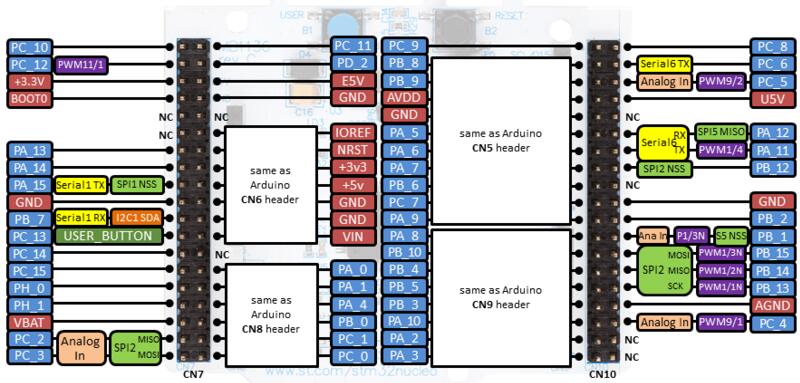 USER
B1
RESET
B2
PC_10
PC_12 PWM11/1
+3.3V
BOOT0
NC
NC
PA_13
PA_14
PA_15 Serial1 TX SPI1 NSS
GND
PB_7 Serial1 RX I2C1 SDA
PC_13 USER_BUTTON
PC_14
PC_15
PH_0
PH_1
VBAT
PC_2
PC_3
Analog In
SPI2 MISO MOSI
CN7
PC_11
PD_2
E5V
GND
NC
IOREF
NRST
+3v3
+5v
GND
GND
VIN
NC
PA_0
PA_1
PA_4
PB_0
PC_1
PC_0
same as
Arduino
CN6 header
same as
Arduino
CN8 header
C16
PC_9
PB_8
PB_9
AVDD
GND
PA_5
PA_6
PA_7
PB_6
PC_7
PA_9
PA_8
PB_10
PB_4
PB_5
PB_3
PA_10
PA_2
PA_3
same as Arduino
CN5 header
same as Arduino
CN9 header
CN10
PC_8
Serial6 TX PC_6
Analog In PWM9/2 PC_5
U5V
NC
Serial6 RX TX
SPI5 MISO PA_12
PWM1/4 PA_11
SPI2 NSS PB_12
NC
GND
PB_2
Ana In P1/3N S5 NSS PB_1
SPI2 MOSI MISO SCK
PWM1/3N PB_15
PWM1/2N PB_14
PWM1/1N PB_13
AGND
Analog In PWM9/1 PC_4
NC
NC
www.st.com/stm32nucleo